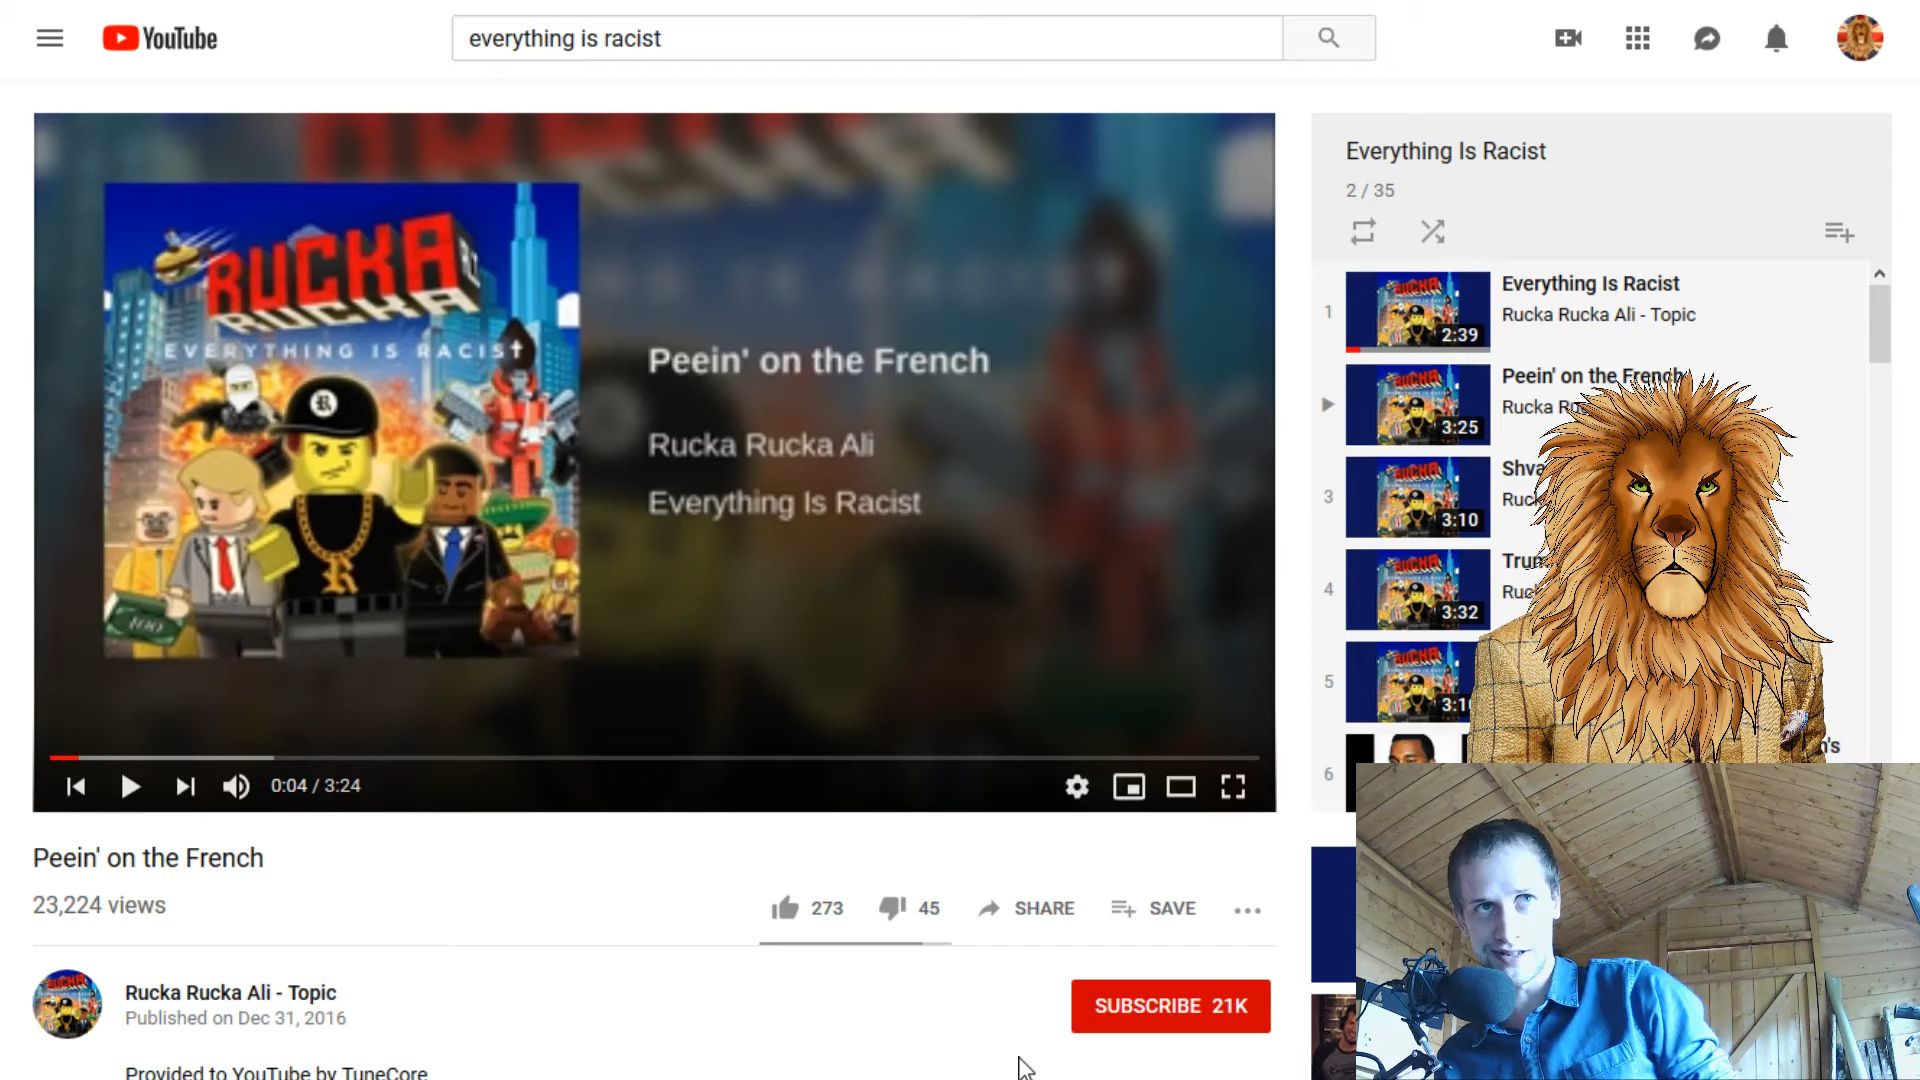 YouTube
everything is racist
RUCKA
RUCKA
EVERYTHING IS RACIST
R
R
100
Peein' on the French
Rucka Rucka Ali
Everything Is Racist
0:04 / 3:24
Peein' on the French
23,224 views
273
45
SHARE
SAVE
Rucka Rucka Ali - Topic
Published on Dec 31, 2016
SUBSCRIBE 21K
Provided to YouTube by TuneCore
Everything Is Racist
2 / 35
1
2:39
Everything Is Racist
Rucka Rucka Ali - Topic
3:25
Peein' on the French
Rucka
3
3:10
4
3:32
5
6